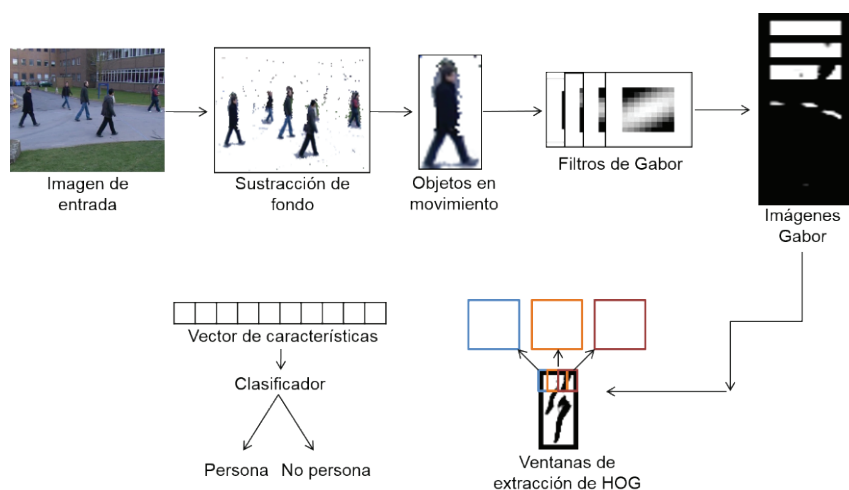 Imagen de
entrada
Sustracción de
fondo
Objetos en
movimiento
Filtros de Gabor
Imágenes
Gabor
Vector de características
Clasificador
Persona
No persona
Ventanas de
extracción de HOG